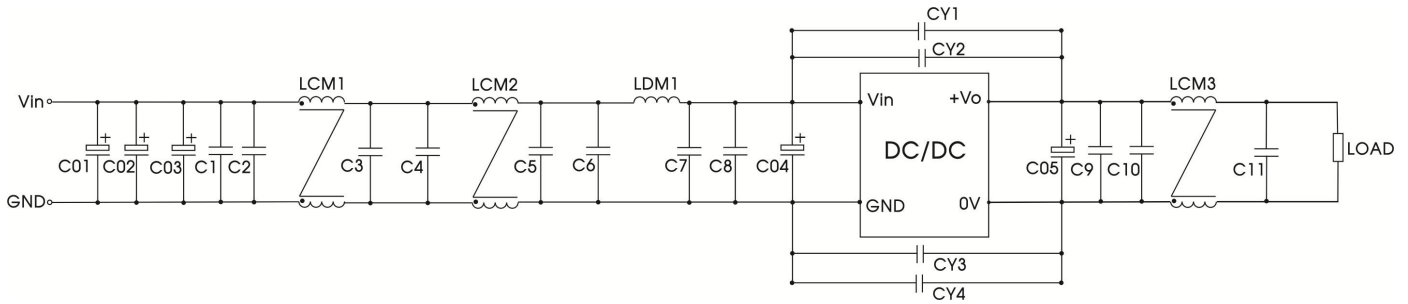 CY1
CY2
LCM1 LCM2 LDM1 LCM3
Vin Vin +Vo
+ + + + +
DC/DC
C01 C02 C03 C1 C2 C3 C4 C5 C6 C7 C8 C04 C05 C9 C10 C11 LOAD
GND GND 0V
CY3
CY4